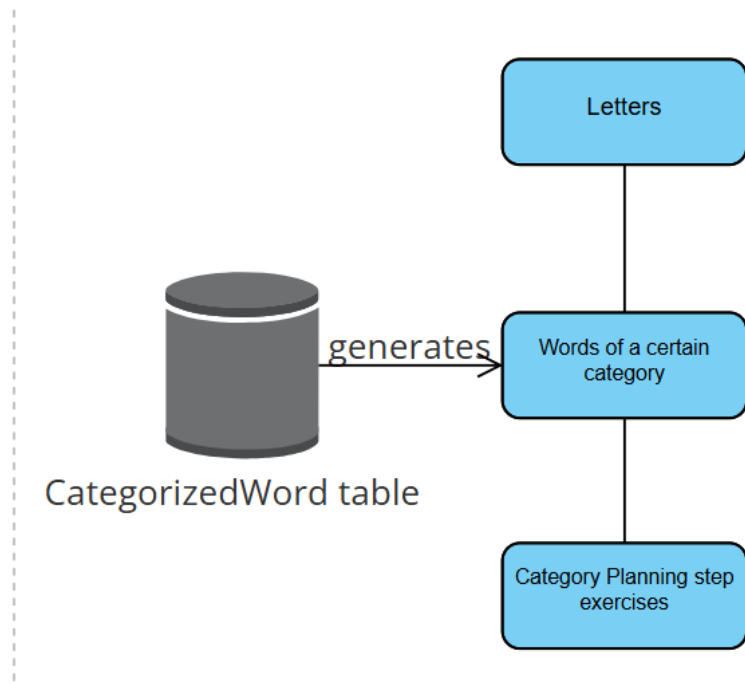 Letters
generates
Words of a certain
category
CategorizedWord table
Category Planning step
exercises